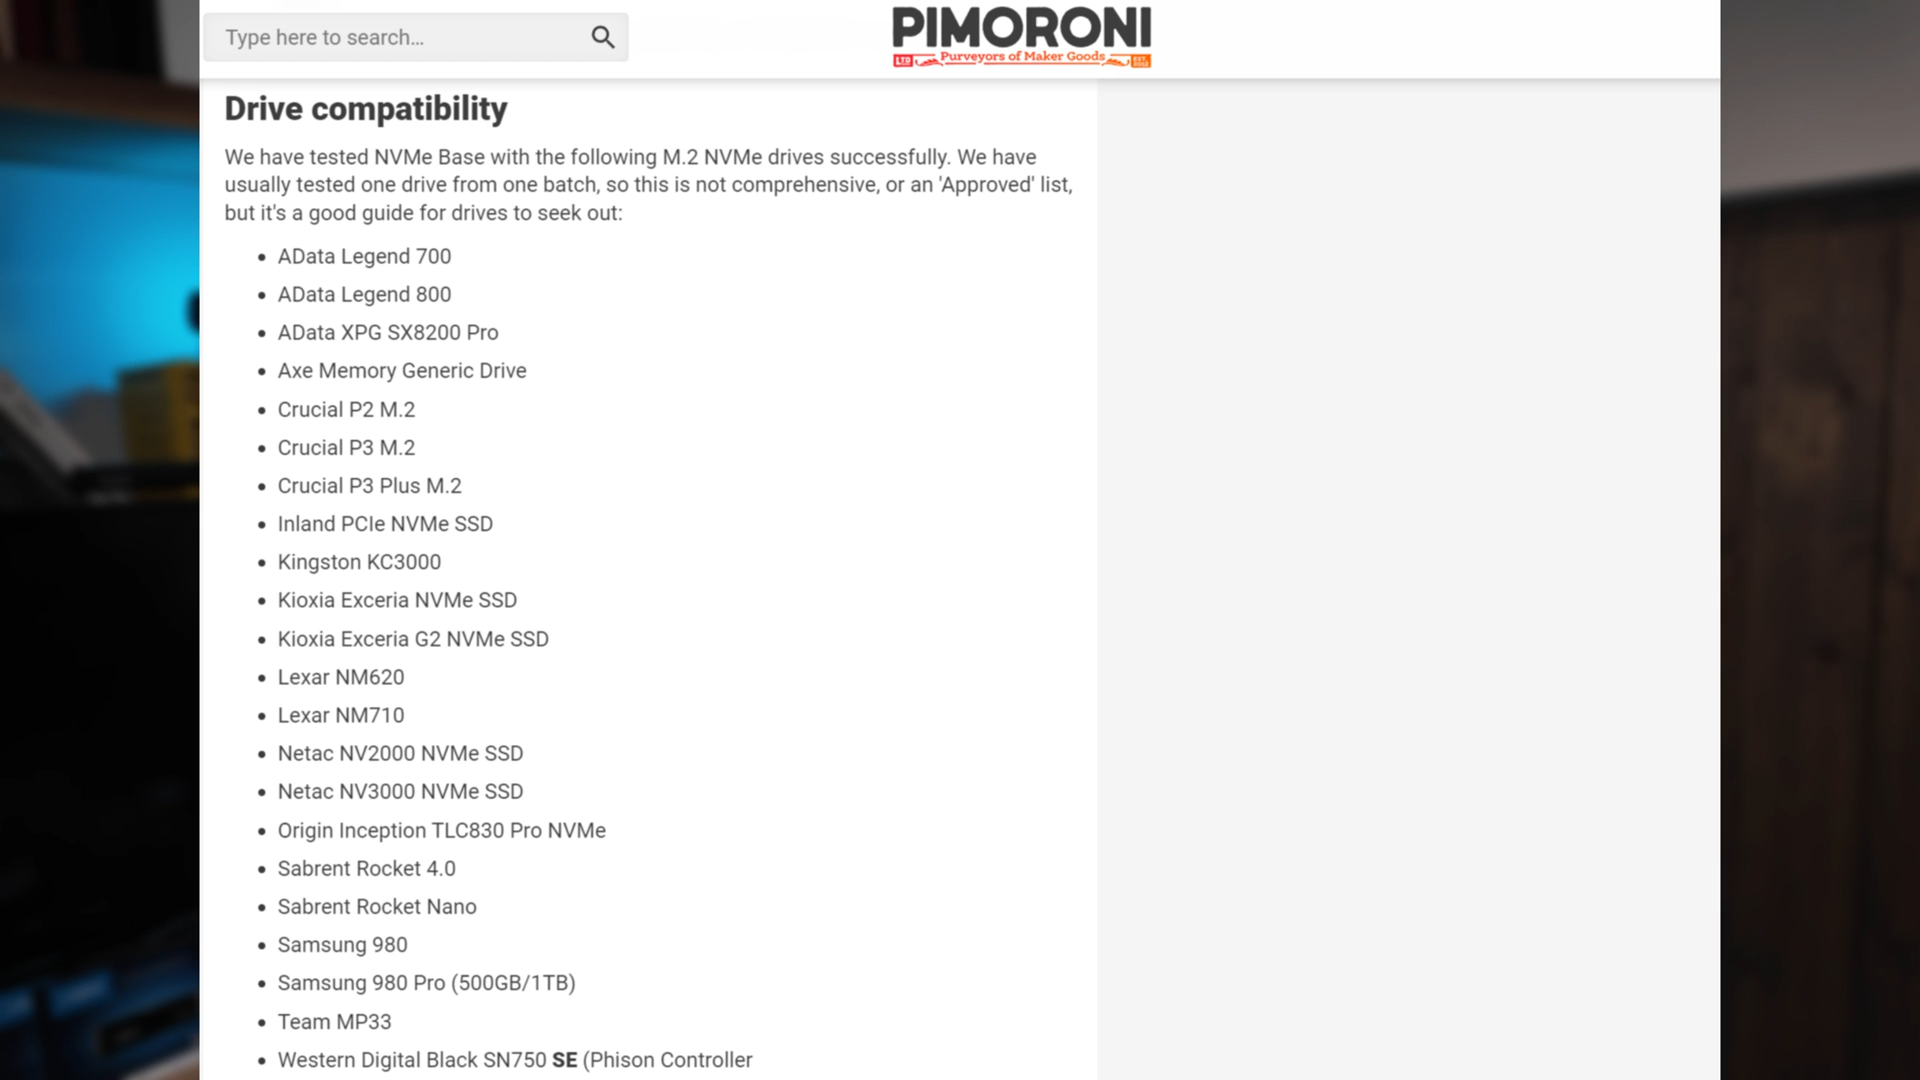 Type here to search...
PIMORONI
LTD Purveyors of Maker Goods EST. 2012
Drive compatibility
We have tested NVMe Base with the following M.2 NVMe drives successfully. We have
usually tested one drive from one batch, so this is not comprehensive, or an 'Approved' list,
but it's a good guide for drives to seek out:
• AData Legend 700
• AData Legend 800
• AData XPG SX8200 Pro
• Axe Memory Generic Drive
• Crucial P2 M.2
• Crucial P3 M.2
• Crucial P3 Plus M.2
• Inland PCIe NVMe SSD
• Kingston KC3000
• Kioxia Exceria NVMe SSD
• Kioxia Exceria G2 NVMe SSD
• Lexar NM620
• Lexar NM710
• Netac NV2000 NVMe SSD
• Netac NV3000 NVMe SSD
• Origin Inception TLC830 Pro NVMe
• Sabrent Rocket 4.0
• Sabrent Rocket Nano
• Samsung 980
• Samsung 980 Pro (500GB/1TB)
• Team MP33
• Western Digital Black SN750 SE (Phison Controller